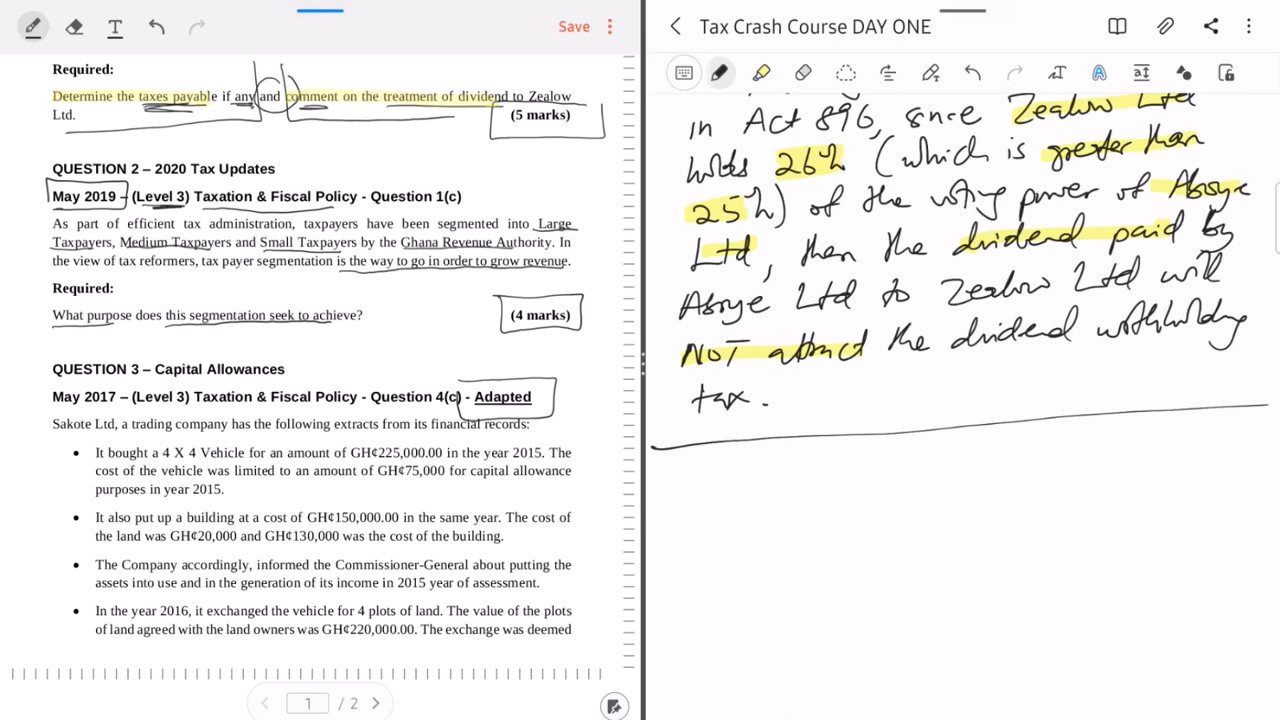 Save
Required:
Determine the taxes payable if any and comment on the treatment of dividend to Zealow
Ltd.
(5 marks)
QUESTION 2 – 2020 Tax Updates
May 2019 – (Level 3) Taxation & Fiscal Policy - Question 1(c)
As part of efficient tax administration, taxpayers have been segmented into Large
Taxpayers, Medium Taxpayers and Small Taxpayers by the Ghana Revenue Authority. In
the view of tax reformers, tax payer segmentation is the way to go in order to grow revenue.
Required:
What purpose does this segmentation seek to achieve?
(4 marks)
QUESTION 3 – Capital Allowances
May 2017 – (Level 3) Taxation & Fiscal Policy - Question 4(c) - Adapted
Sakote Ltd, a trading company has the following extracts from its financial records:
• It bought a 4 X 4 Vehicle for an amount of GH¢225,000.00 in the year 2015. The
cost of the vehicle was limited to an amount of GH¢75,000 for capital allowance
purposes in year 2015.
• It also put up a building at a cost of GH¢150,000.00 in the same year. The cost of
the land was GH¢20,000 and GH¢130,000 was the cost of the building.
• The Company accordingly, informed the Commissioner-General about putting the
assets into use and in the generation of its income in 2015 year of assessment.
• In the year 2016, it exchanged the vehicle for 4 plots of land. The value of the plots
of land agreed with the land owners was GH¢220,000.00. The exchange was deemed
1 / 2
Tax Crash Course DAY ONE
in Act 896, since Zealow Ltd
holds 26% (which is greater than
25%) of the voting power of
Ltd, then the dividend paid by
Ltd to Zealow Ltd will
NOT attract the dividend withholding
tax.